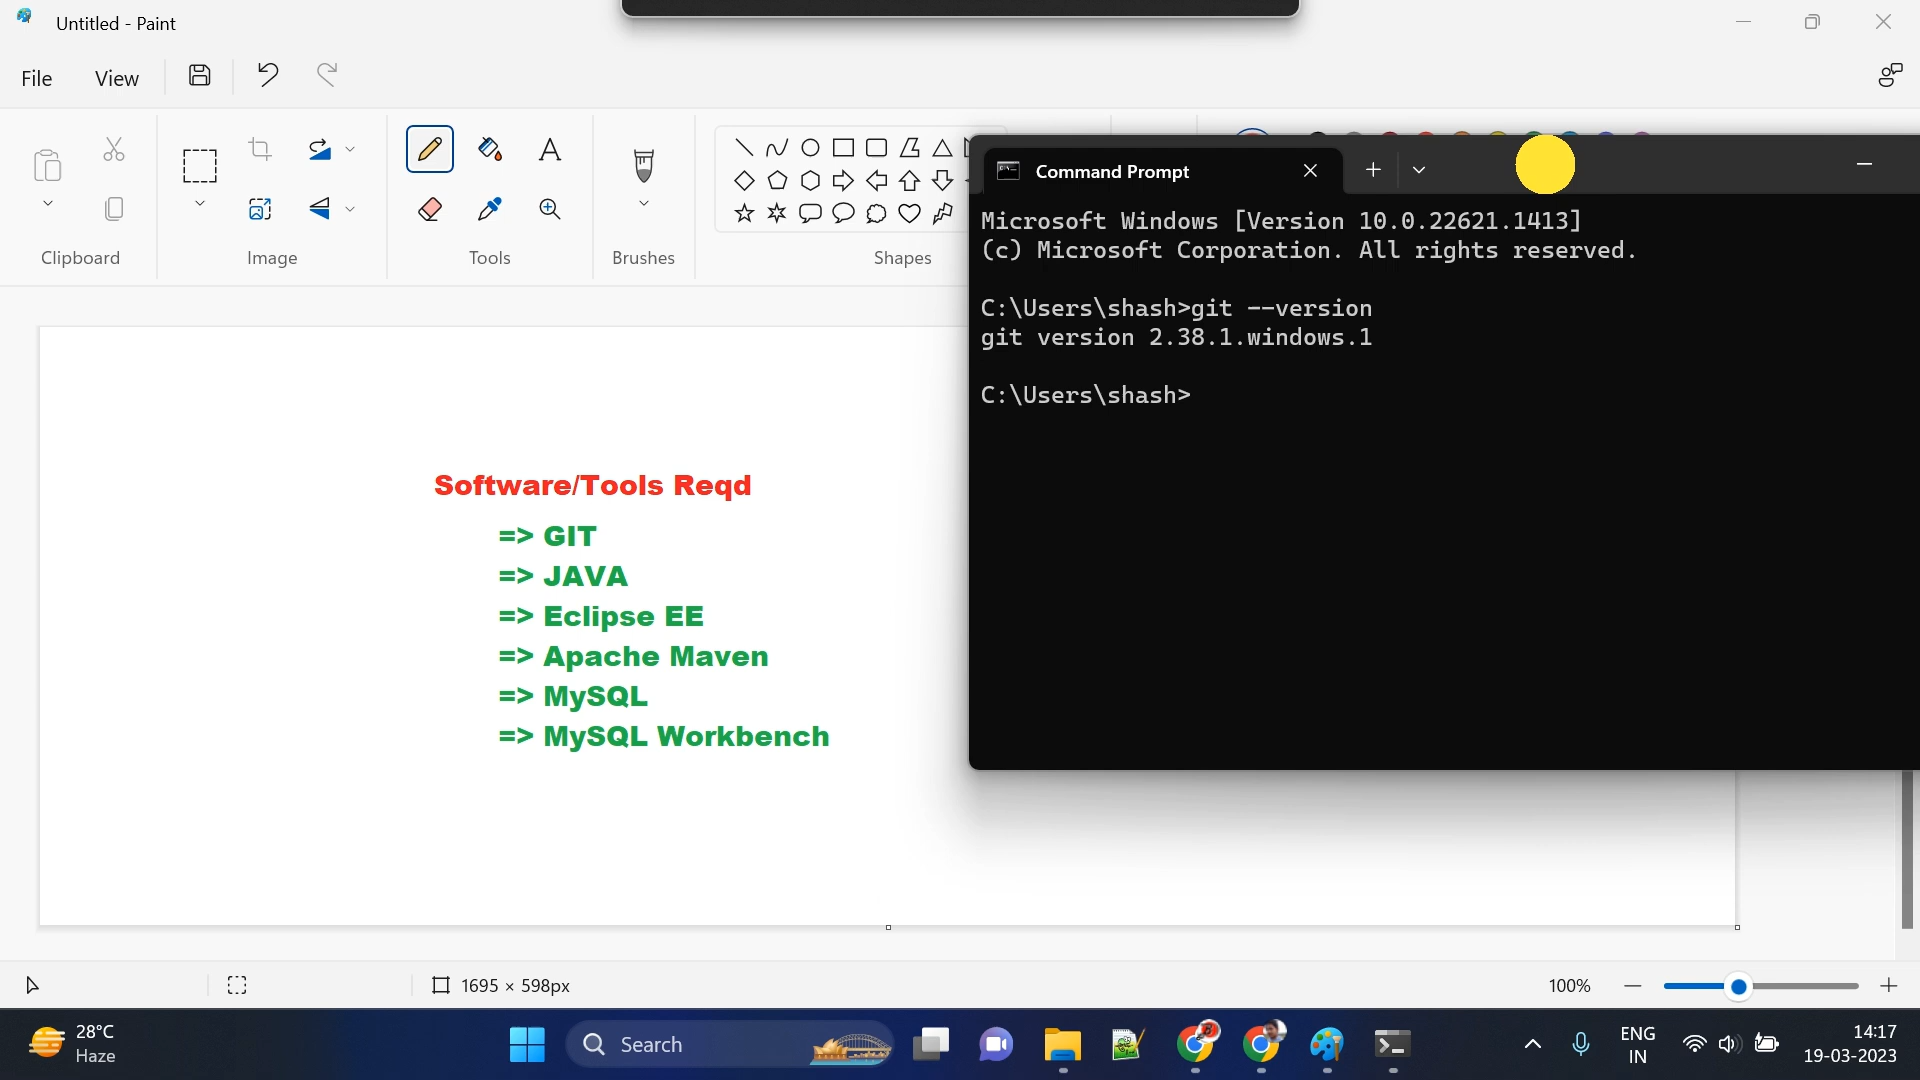 Untitled - Paint
File
View
Clipboard
Image
Tools
Brushes
Shapes
Command Prompt
Microsoft Windows [Version 10.0.22621.1413]
(c) Microsoft Corporation. All rights reserved.
C:\Users\shash>git --version
git version 2.38.1.windows.1
C:\Users\shash>
Software/Tools Reqd
=> GIT
=> JAVA
=> Eclipse EE
=> Apache Maven
=> MySQL
=> MySQL Workbench
1695 × 598px
100%
28°C
Haze
Search
ENG
IN
14:17
19-03-2023